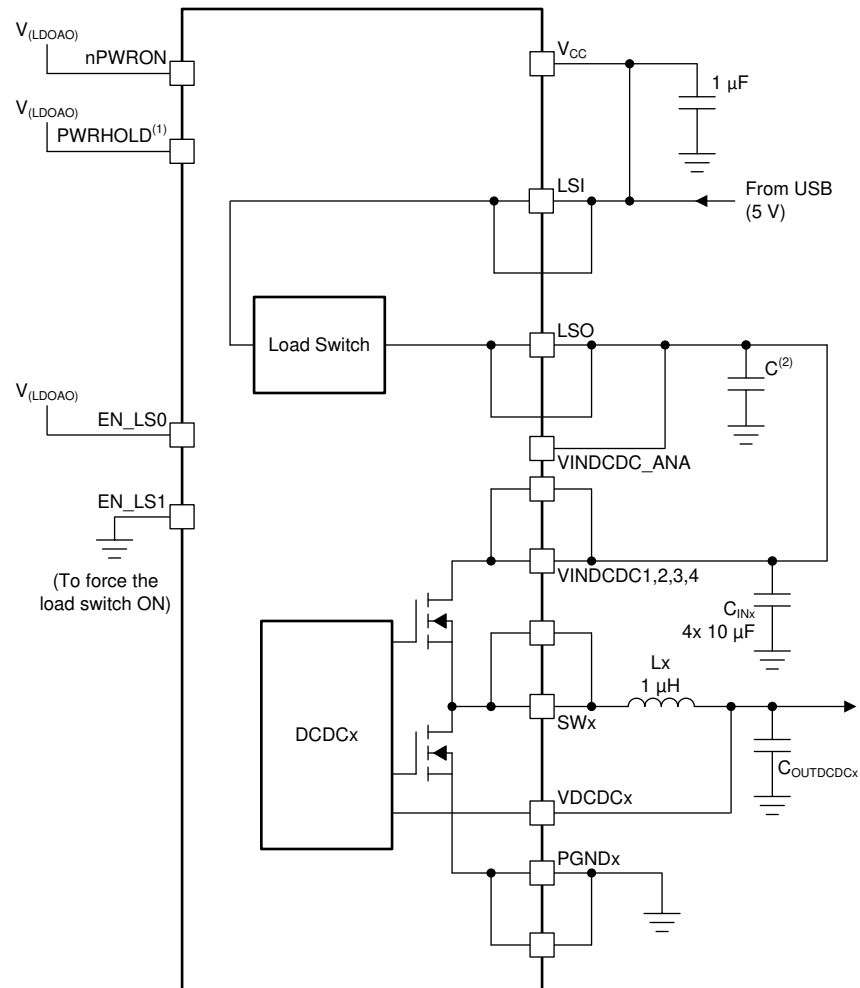 V(LDOAO)
nPWRON
V(LDOAO)
PWRHOLD(1)
VCC
1 µF
LSI
From USB
(5 V)
Load Switch
LSO
C(2)
V(LDOAO)
EN_LS0
VINDCDC_ANA
EN_LS1
(To force the
load switch ON)
VINDCDC1,2,3,4
CINx
4x 10 µF
Lx
1 µH
DCDCx
SWx
COUTDCDCx
VDCDCx
PGNDx